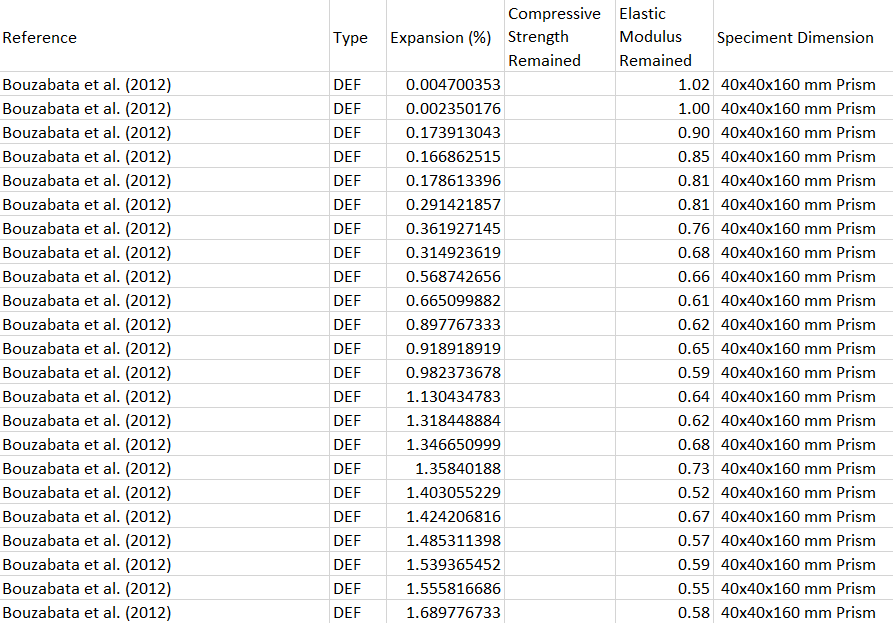 Reference Type Expansion (%) Compressive Strength Remained Elastic Modulus Remained Speciment Dimension
Bouzabata et al. (2012) DEF 0.004700353 1.02 40x40x160 mm Prism
Bouzabata et al. (2012) DEF 0.002350176 1.00 40x40x160 mm Prism
Bouzabata et al. (2012) DEF 0.173913043 0.90 40x40x160 mm Prism
Bouzabata et al. (2012) DEF 0.166862515 0.85 40x40x160 mm Prism
Bouzabata et al. (2012) DEF 0.178613396 0.81 40x40x160 mm Prism
Bouzabata et al. (2012) DEF 0.291421857 0.81 40x40x160 mm Prism
Bouzabata et al. (2012) DEF 0.361927145 0.76 40x40x160 mm Prism
Bouzabata et al. (2012) DEF 0.314923619 0.68 40x40x160 mm Prism
Bouzabata et al. (2012) DEF 0.568742656 0.66 40x40x160 mm Prism
Bouzabata et al. (2012) DEF 0.665099882 0.61 40x40x160 mm Prism
Bouzabata et al. (2012) DEF 0.897767333 0.62 40x40x160 mm Prism
Bouzabata et al. (2012) DEF 0.918918919 0.65 40x40x160 mm Prism
Bouzabata et al. (2012) DEF 0.982373678 0.59 40x40x160 mm Prism
Bouzabata et al. (2012) DEF 1.130434783 0.64 40x40x160 mm Prism
Bouzabata et al. (2012) DEF 1.318448884 0.62 40x40x160 mm Prism
Bouzabata et al. (2012) DEF 1.346650999 0.68 40x40x160 mm Prism
Bouzabata et al. (2012) DEF 1.35840188 0.73 40x40x160 mm Prism
Bouzabata et al. (2012) DEF 1.403055229 0.52 40x40x160 mm Prism
Bouzabata et al. (2012) DEF 1.424206816 0.67 40x40x160 mm Prism
Bouzabata et al. (2012) DEF 1.485311398 0.57 40x40x160 mm Prism
Bouzabata et al. (2012) DEF 1.539365452 0.59 40x40x160 mm Prism
Bouzabata et al. (2012) DEF 1.555816686 0.55 40x40x160 mm Prism
Bouzabata et al. (2012) DEF 1.689776733 0.58 40x40x160 mm Prism